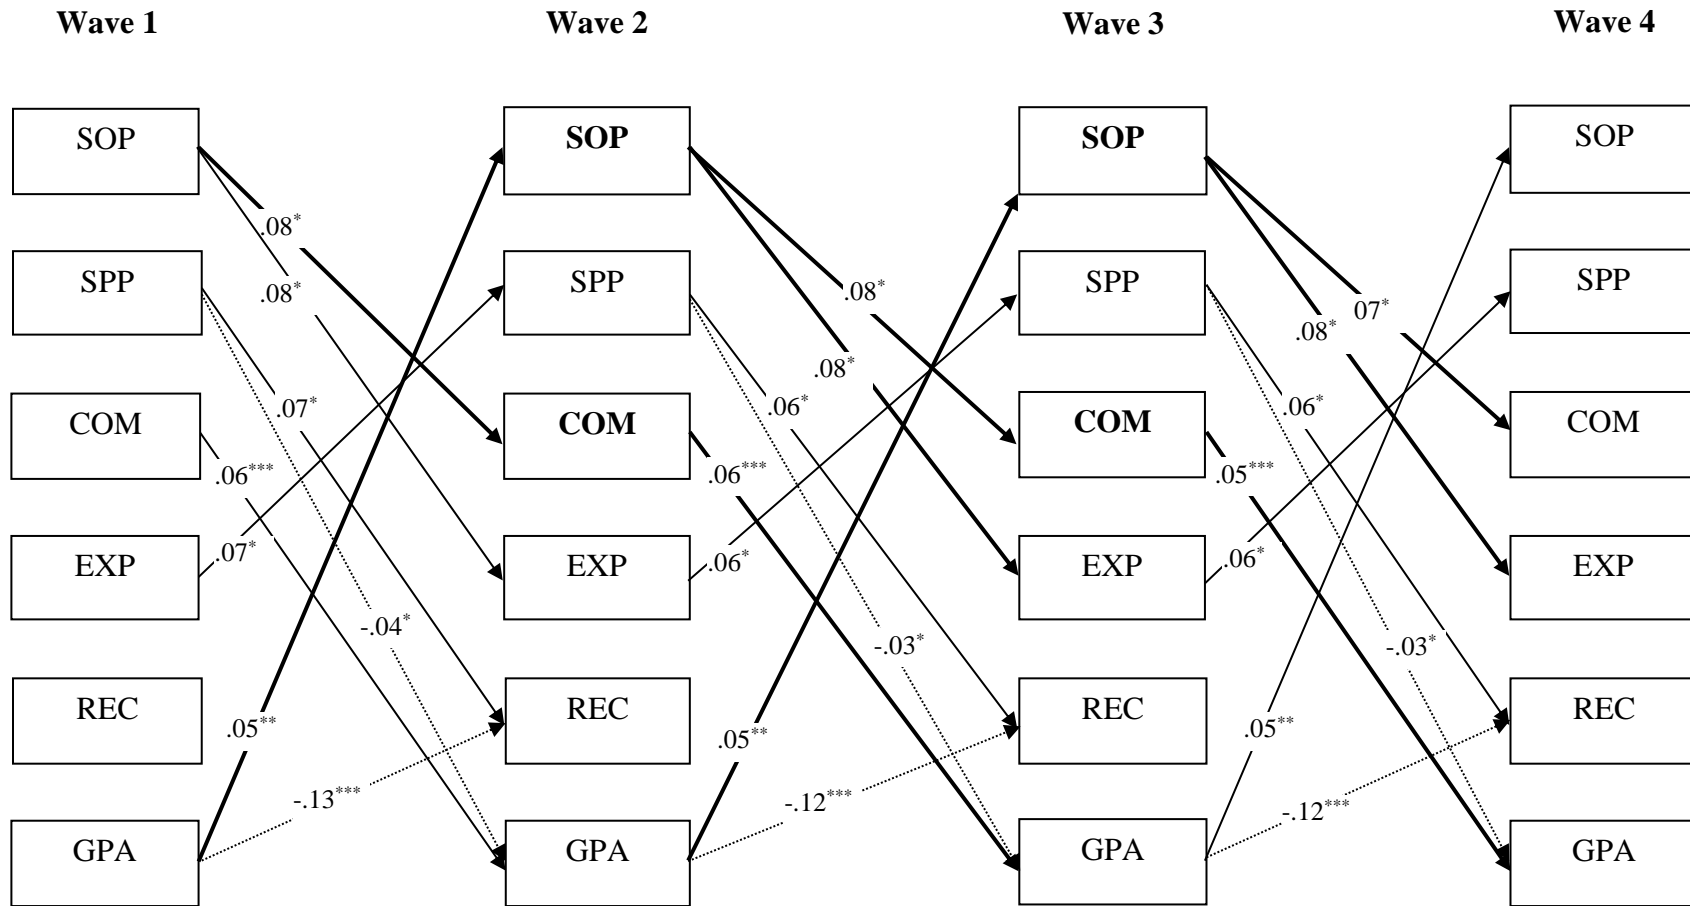 Wave 1 Wave 2 Wave 3 Wave 4
SOP SOP SOP SOP
.08* .08* 07*
.08* .08* .08*
SPP SPP SPP SPP
.07* .06* .06*
COM COM COM COM
.06*** .06*** .05***
.07* .06* .06*
EXP EXP EXP EXP
-.04* -.03* -.03*
REC REC REC REC
.05** .05** .05**
-.13*** -.12*** -.12***
GPA GPA GPA GPA